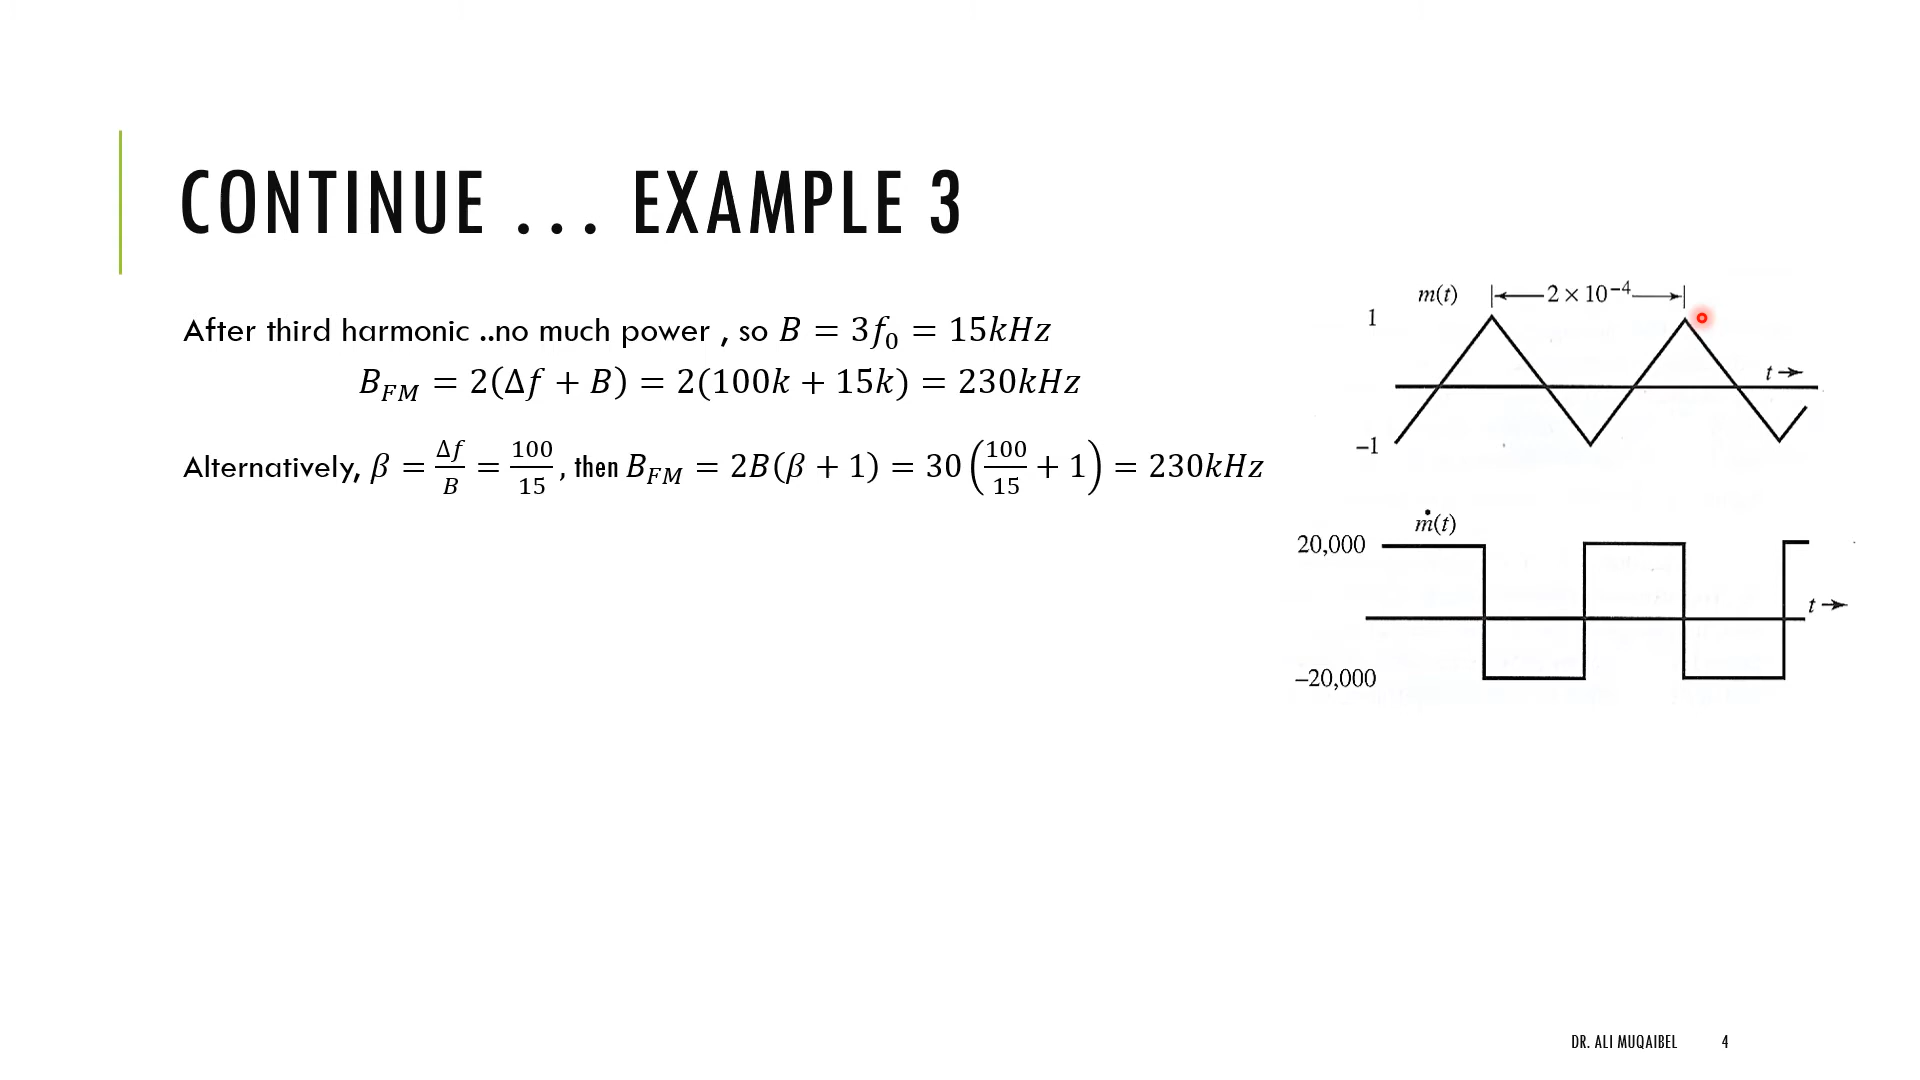 CONTINUE ... EXAMPLE 3
After third harmonic ..no much power , so B = 3f₀ = 15kHz
B_FM = 2(Δf + B) = 2(100k + 15k) = 230kHz
Alternatively, β = Δf/B = 100/15 , then B_FM = 2B(β + 1) = 30(100/15 + 1) = 230kHz
m(t) 2 × 10⁻⁴
1
t
–1
ṁ(t)
20,000
t
–20,000
DR. ALI MUQAIBEL 4